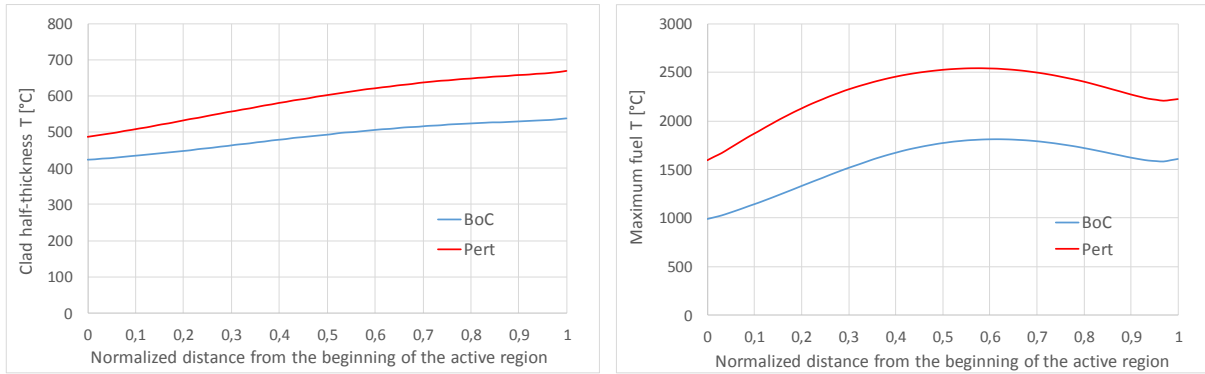 Clad half-thickness T [°C]
800
700
600
500
400
300
200
100
0
BoC
Pert
0 0,1 0,2 0,3 0,4 0,5 0,6 0,7 0,8 0,9 1
Normalized distance from the beginning of the active region
Maximum fuel T [°C]
3000
2500
2000
1500
1000
500
0
BoC
Pert
0 0,1 0,2 0,3 0,4 0,5 0,6 0,7 0,8 0,9 1
Normalized distance from the beginning of the active region